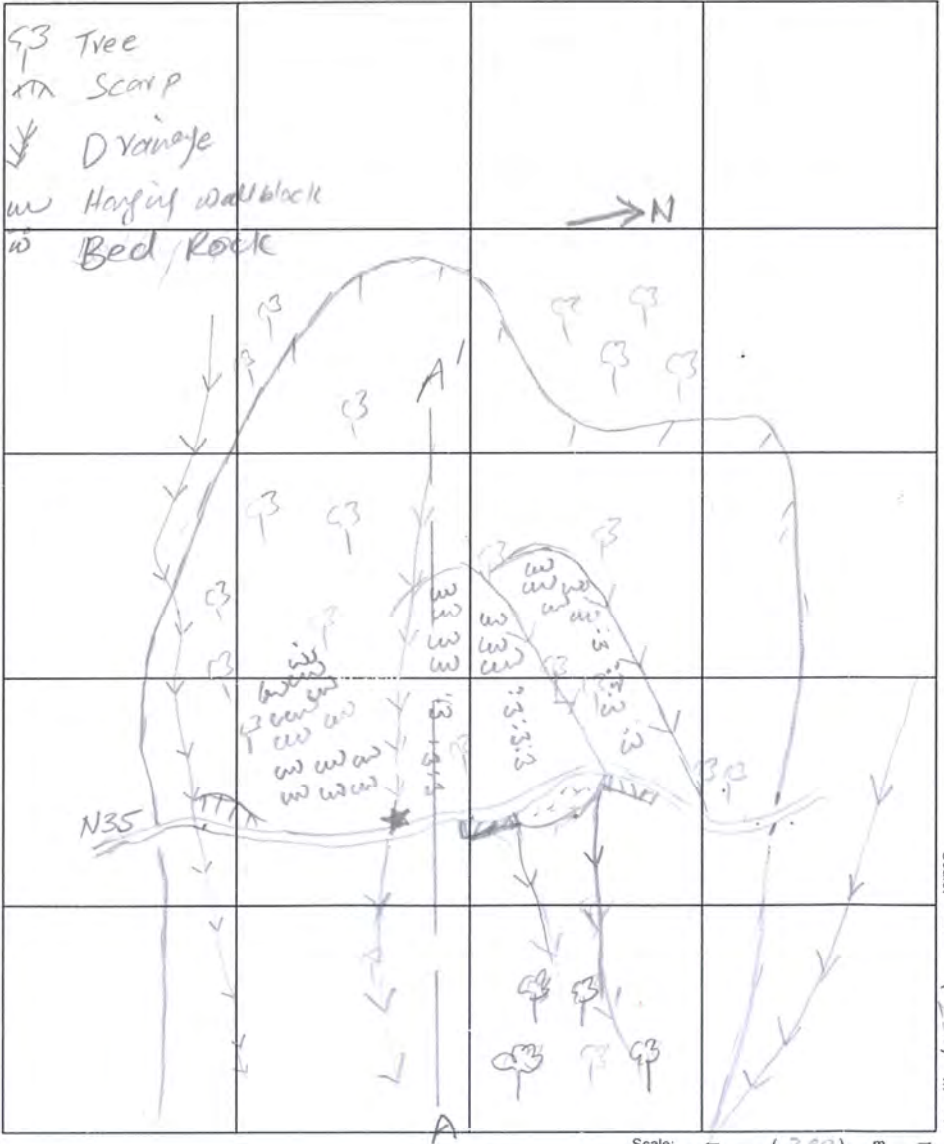 Tree
Scarp
Drainage
Hanging wall block
Bed Rock
N
A'
N35
A
Scale: m